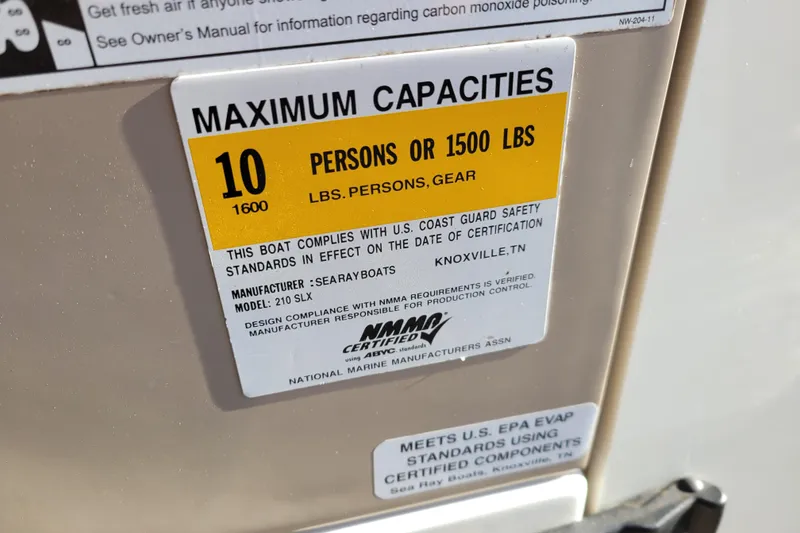 Get fresh air if anyone
See Owner's Manual for information regarding carbon monoxide poisoning.
NW-204-11
MAXIMUM CAPACITIES
10 PERSONS OR 1500 LBS
1600 LBS. PERSONS, GEAR
THIS BOAT COMPLIES WITH U.S. COAST GUARD SAFETY
STANDARDS IN EFFECT ON THE DATE OF CERTIFICATION
MANUFACTURER : SEARAYBOATS KNOXVILLE,TN
MODEL: 210 SLX
DESIGN COMPLIANCE WITH NMMA REQUIREMENTS IS VERIFIED.
MANUFACTURER RESPONSIBLE FOR PRODUCTION CONTROL.
NMMA
CERTIFIED
using ABYC standards
NATIONAL MARINE MANUFACTURERS ASSN
MEETS U.S. EPA EVAP
STANDARDS USING
CERTIFIED COMPONENTS
Sea Ray Boats, Knoxville, TN